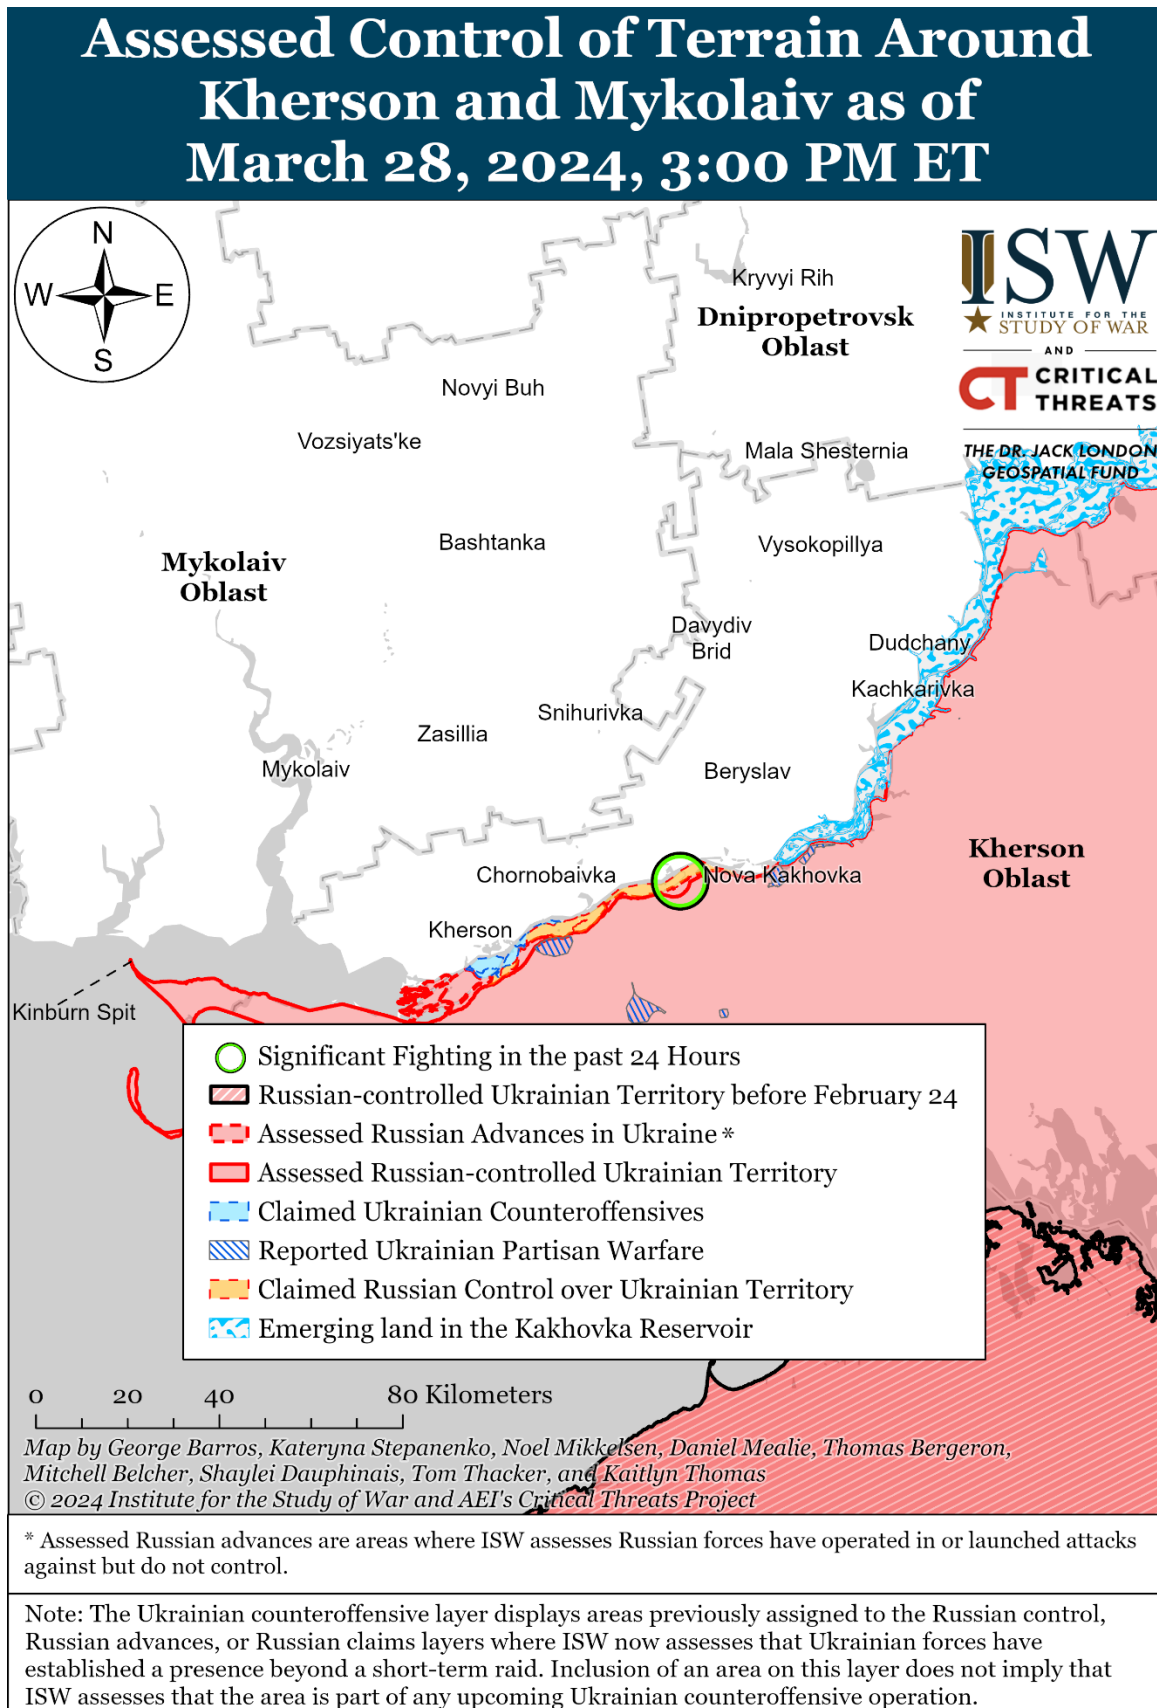 Assessed Control of Terrain Around
Kherson and Mykolaiv as of
March 28, 2024, 3:00 PM ET
N
W
E
S
ISW
INSTITUTE FOR THE
STUDY OF WAR
AND
CT CRITICAL
THREATS
THE DR. JACK LONDON
GEOSPATIAL FUND
Kryvyi Rih
Dnipropetrovsk
Oblast
Novyi Buh
Vozsiyats'ke
Mala Shesternia
Bashtanka
Vysokopillya
Mykolaiv
Oblast
Davydiv
Brid
Dudchany
Kachkarivka
Snihurivka
Zasillia
Mykolaiv
Beryslav
Kherson
Oblast
Chornobaivka
Nova Kakhovka
Kherson
Kinburn Spit
Significant Fighting in the past 24 Hours
Russian-controlled Ukrainian Territory before February 24
Assessed Russian Advances in Ukraine *
Assessed Russian-controlled Ukrainian Territory
Claimed Ukrainian Counteroffensives
Reported Ukrainian Partisan Warfare
Claimed Russian Control over Ukrainian Territory
Emerging land in the Kakhovka Reservoir
0 20 40 80 Kilometers
Map by George Barros, Kateryna Stepanenko, Noel Mikkelsen, Daniel Mealie, Thomas Bergeron,
Mitchell Belcher, Shaylei Dauphinais, Tom Thacker, and Kaitlyn Thomas
© 2024 Institute for the Study of War and AEI's Critical Threats Project
* Assessed Russian advances are areas where ISW assesses Russian forces have operated in or launched attacks
against but do not control.
Note: The Ukrainian counteroffensive layer displays areas previously assigned to the Russian control,
Russian advances, or Russian claims layers where ISW now assesses that Ukrainian forces have
established a presence beyond a short-term raid. Inclusion of an area on this layer does not imply that
ISW assesses that the area is part of any upcoming Ukrainian counteroffensive operation.